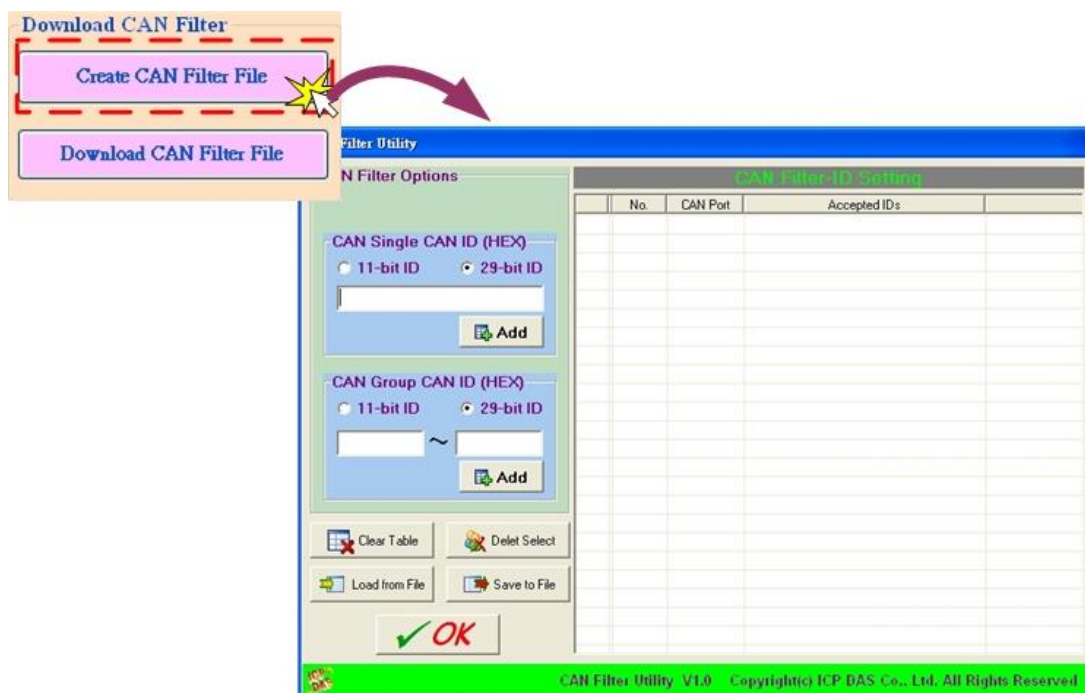 Download CAN Filter
Create CAN Filter File
Download CAN Filter File
Filter Utility
N Filter Options
CAN Single CAN ID (HEX)
11-bit ID 29-bit ID
Add
CAN Group CAN ID (HEX)
11-bit ID 29-bit ID
~
Add
Clear Table Delet Select
Load from File Save to File
OK
CAN Filter-ID Setting
No. CAN Port Accepted IDs
ICP DAS
CAN Filter Utility V1.0 Copyright(c) ICP DAS Co., Ltd. All Rights Reserved